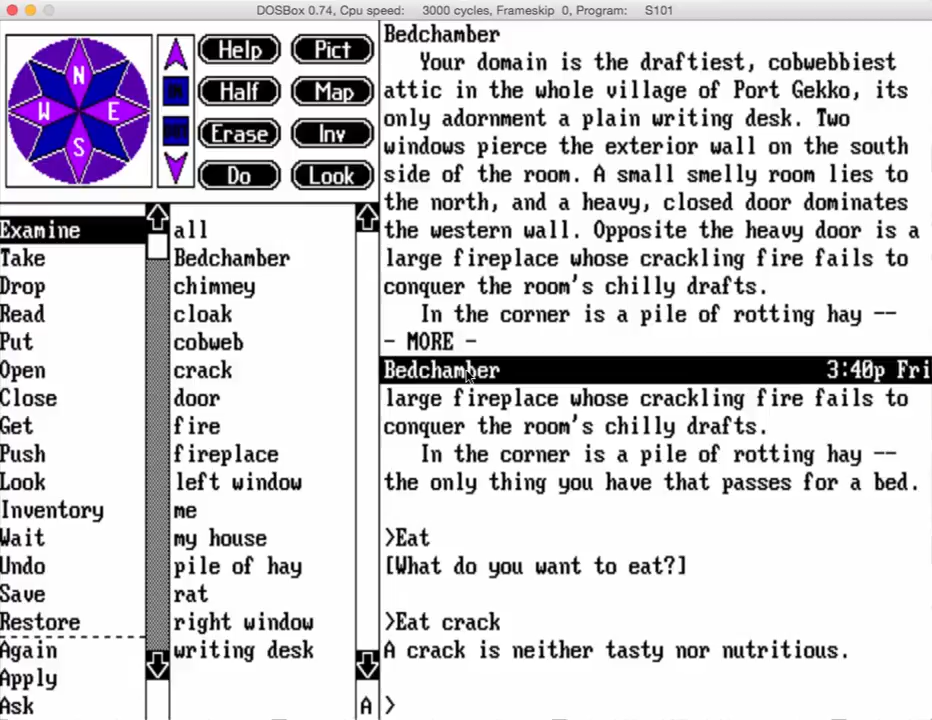 DOSBox 0.74, Cpu speed: 3000 cycles, Frameskip 0, Program: S101
N
W E
S
Help Pict
Half Map
Erase Inv
Do Look
Examine
Take
Drop
Read
Put
Open
Close
Get
Push
Look
Inventory
Wait
Undo
Save
Restore
Again
Apply
Ask
all
Bedchamber
chimney
cloak
cobweb
crack
door
fire
fireplace
left window
me
my house
pile of hay
rat
right window
writing desk
A
Bedchamber
Your domain is the draftiest, cobwebbiest
attic in the whole village of Port Gekko, its
only adornment a plain writing desk. Two
windows pierce the exterior wall on the south
side of the room. A small smelly room lies to
the north, and a heavy, closed door dominates
the western wall. Opposite the heavy door is a
large fireplace whose crackling fire fails to
conquer the room's chilly drafts.
In the corner is a pile of rotting hay --
- MORE -
Bedchamber 3:40p Fri
large fireplace whose crackling fire fails to
conquer the room's chilly drafts.
In the corner is a pile of rotting hay --
the only thing you have that passes for a bed.
>Eat
[What do you want to eat?]
>Eat crack
A crack is neither tasty nor nutritious.
>